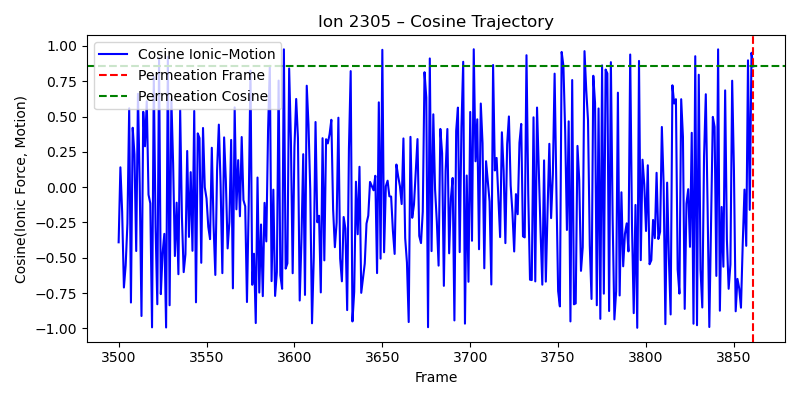 Ion 2305 – Cosine Trajectory
Cosine Ionic–Motion
Permeation Frame
Permeation Cosine
Cosine(Ionic Force, Motion)
1.00
0.75
0.50
0.25
0.00
−0.25
−0.50
−0.75
−1.00
3500 3550 3600 3650 3700 3750 3800 3850
Frame